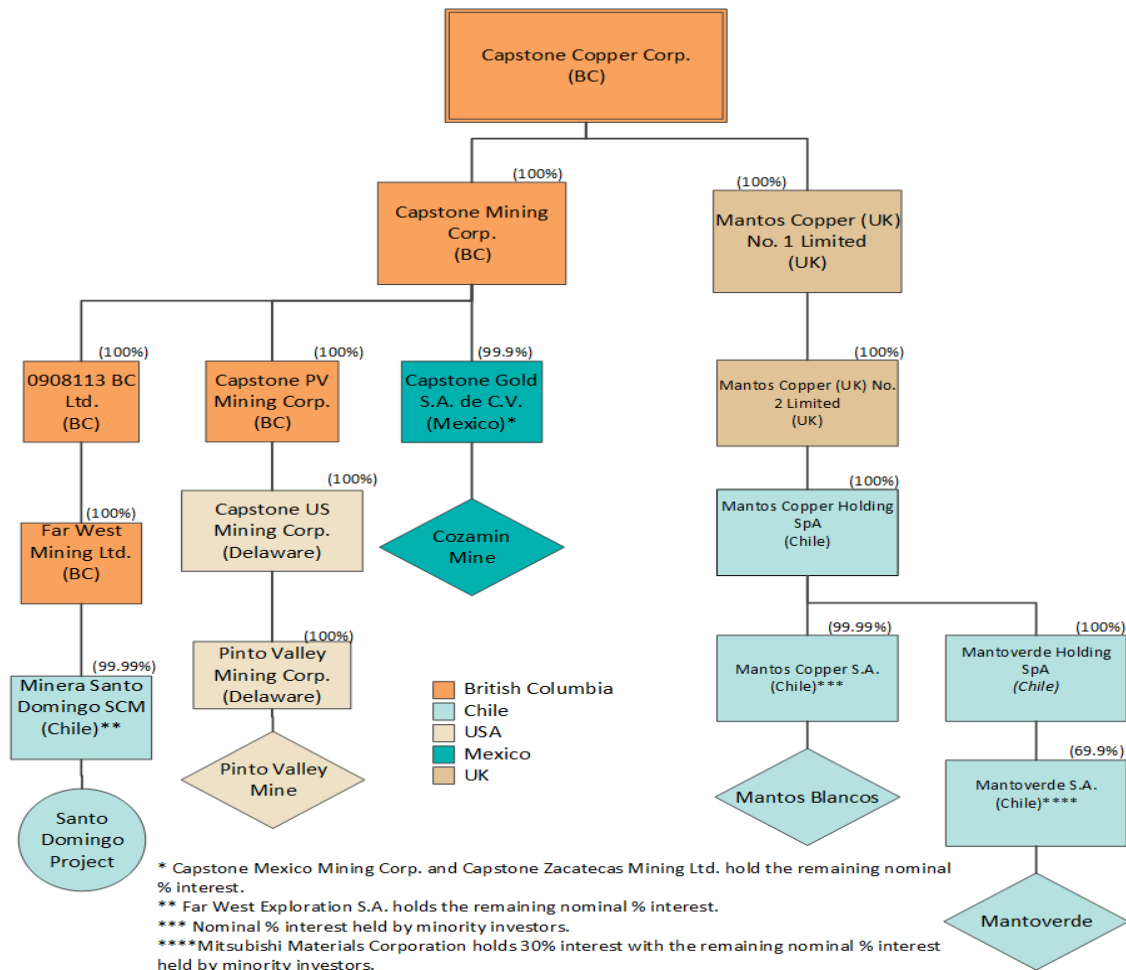 Capstone Copper Corp.
(BC)
(100%)
Capstone Mining
Corp.
(BC)
(100%)
Mantos Copper (UK)
No. 1 Limited
(UK)
(100%)
0908113 BC
Ltd.
(BC)
(100%)
Capstone PV
Mining Corp.
(BC)
(99.9%)
Capstone Gold
S.A. de C.V.
(Mexico)*
(100%)
Mantos Copper (UK) No.
2 Limited
(UK)
(100%)
Far West
Mining Ltd.
(BC)
(100%)
Capstone US
Mining Corp.
(Delaware)
Cozamin
Mine
(100%)
Mantos Copper Holding
SpA
(Chile)
(99.99%)
Minera Santo
Domingo SCM
(Chile)**
(100%)
Pinto Valley
Mining Corp.
(Delaware)
(99.99%)
Mantos Copper S.A.
(Chile)***
(100%)
Mantoverde Holding
SpA
(Chile)
British Columbia
Chile
USA
Mexico
UK
Santo
Domingo
Project
Pinto Valley
Mine
Mantos Blancos
(69.9%)
Mantoverde S.A.
(Chile)****
Mantoverde
* Capstone Mexico Mining Corp. and Capstone Zacatecas Mining Ltd. hold the remaining nominal
% interest.
** Far West Exploration S.A. holds the remaining nominal % interest.
*** Nominal % interest held by minority investors.
****Mitsubishi Materials Corporation holds 30% interest with the remaining nominal % interest
held by minority investors.